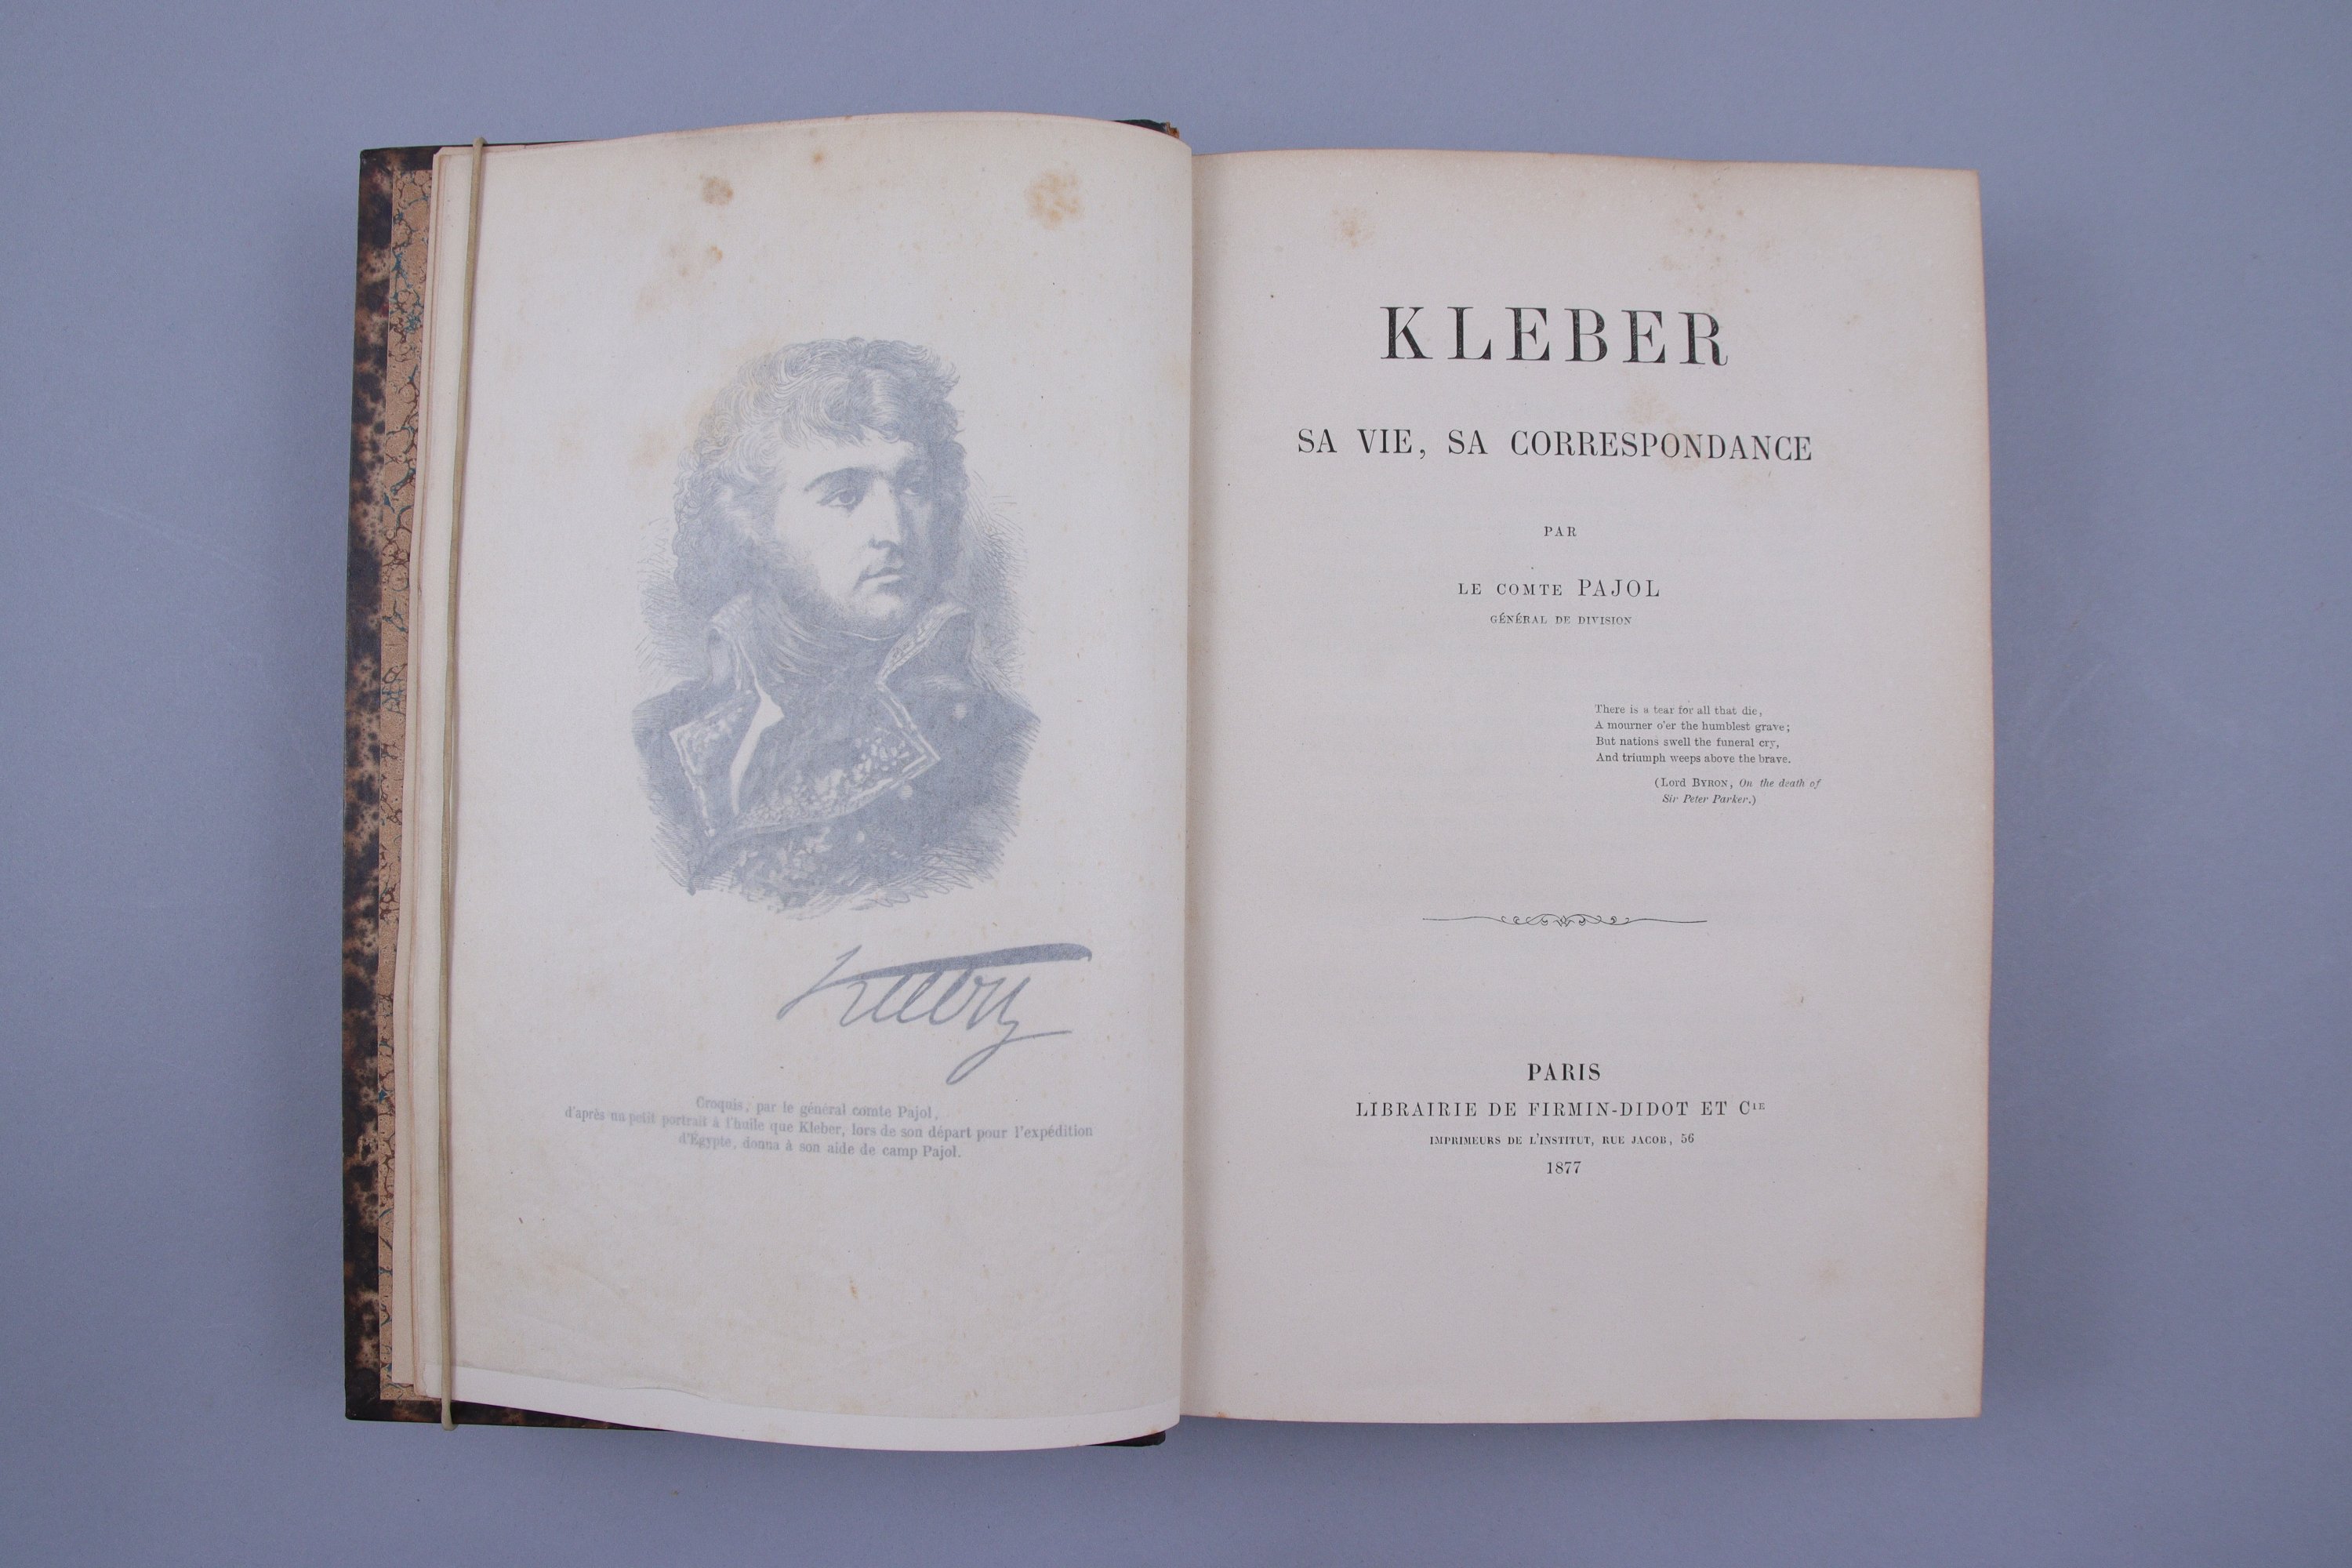 Kleber
Croquis, par le général comte Pajol,
d'après un petit portrait à l'huile que Kleber, lors de son départ pour l'expédition
d'Égypte, donna à son aide de camp Pajol.
KLEBER
SA VIE, SA CORRESPONDANCE
PAR
LE COMTE PAJOL
GÉNÉRAL DE DIVISION
There is a tear for all that die,
A mourner o'er the humblest grave;
But nations swell the funeral cry,
And triumph weeps above the brave.
(Lord BYRON, On the death of
Sir Peter Parker.)
PARIS
LIBRAIRIE DE FIRMIN-DIDOT ET CIE
IMPRIMEURS DE L'INSTITUT, RUE JACOB, 56
1877